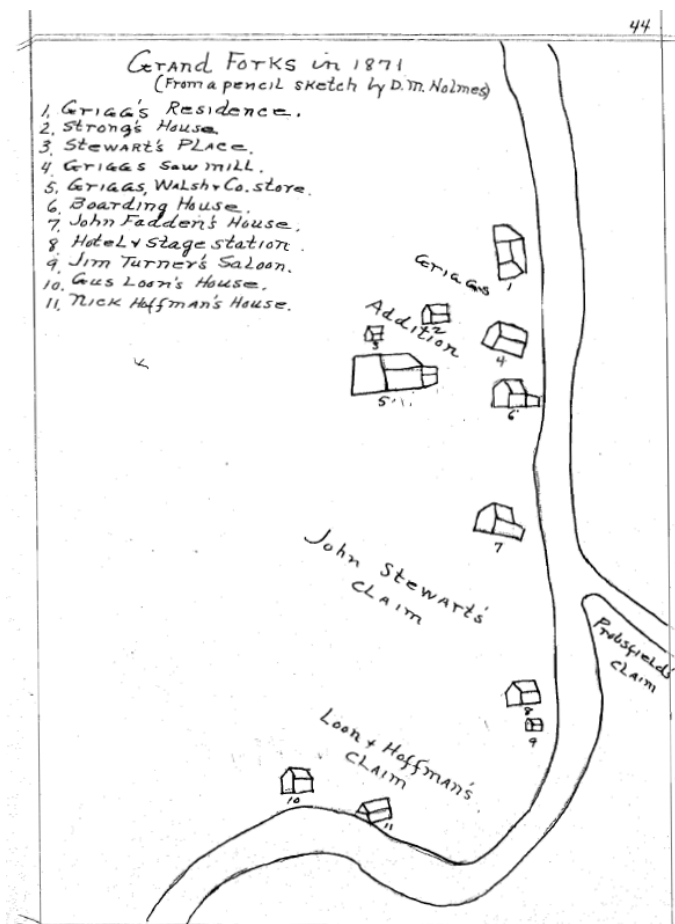 44
Grand Forks in 1871
(From a pencil sketch by D.M. Holmes)
1, Grigg's Residence.
2. Strong's House.
3. Stewart's Place.
4 Griggs Saw mill.
5, Griggs, Walsh & Co. store.
6, Boarding House.
7, John Fadden's House,
8 Hotel & Stage station.
9 Jim Turner's Saloon.
10, Gus Loon's House.
11, Nick Hoffman's House.
Griggs
1
Addition
2
3
4
5
6
7
John Stewart's
Claim
Probsfield's
Claim
8
9
Loon & Hoffman's
Claim
10
11